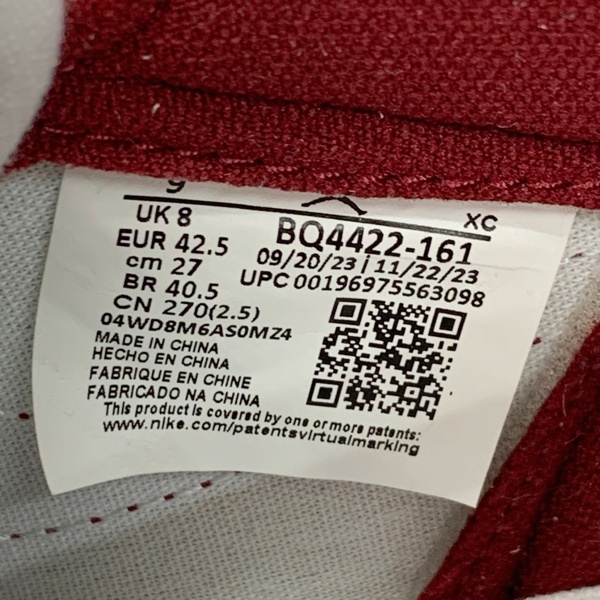 9
XC
UK 8
BQ4422-161
EUR 42.5
09/20/23 | 11/22/23
cm 27
UPC 00196975563098
BR 40.5
CN 270(2.5)
04WD8M6AS0MZ4
MADE IN CHINA
HECHO EN CHINA
FABRIQUE EN CHINE
FABRICADO NA CHINA
This product is covered by one or more patents:
www.nike.com/patentsvirtualmarking